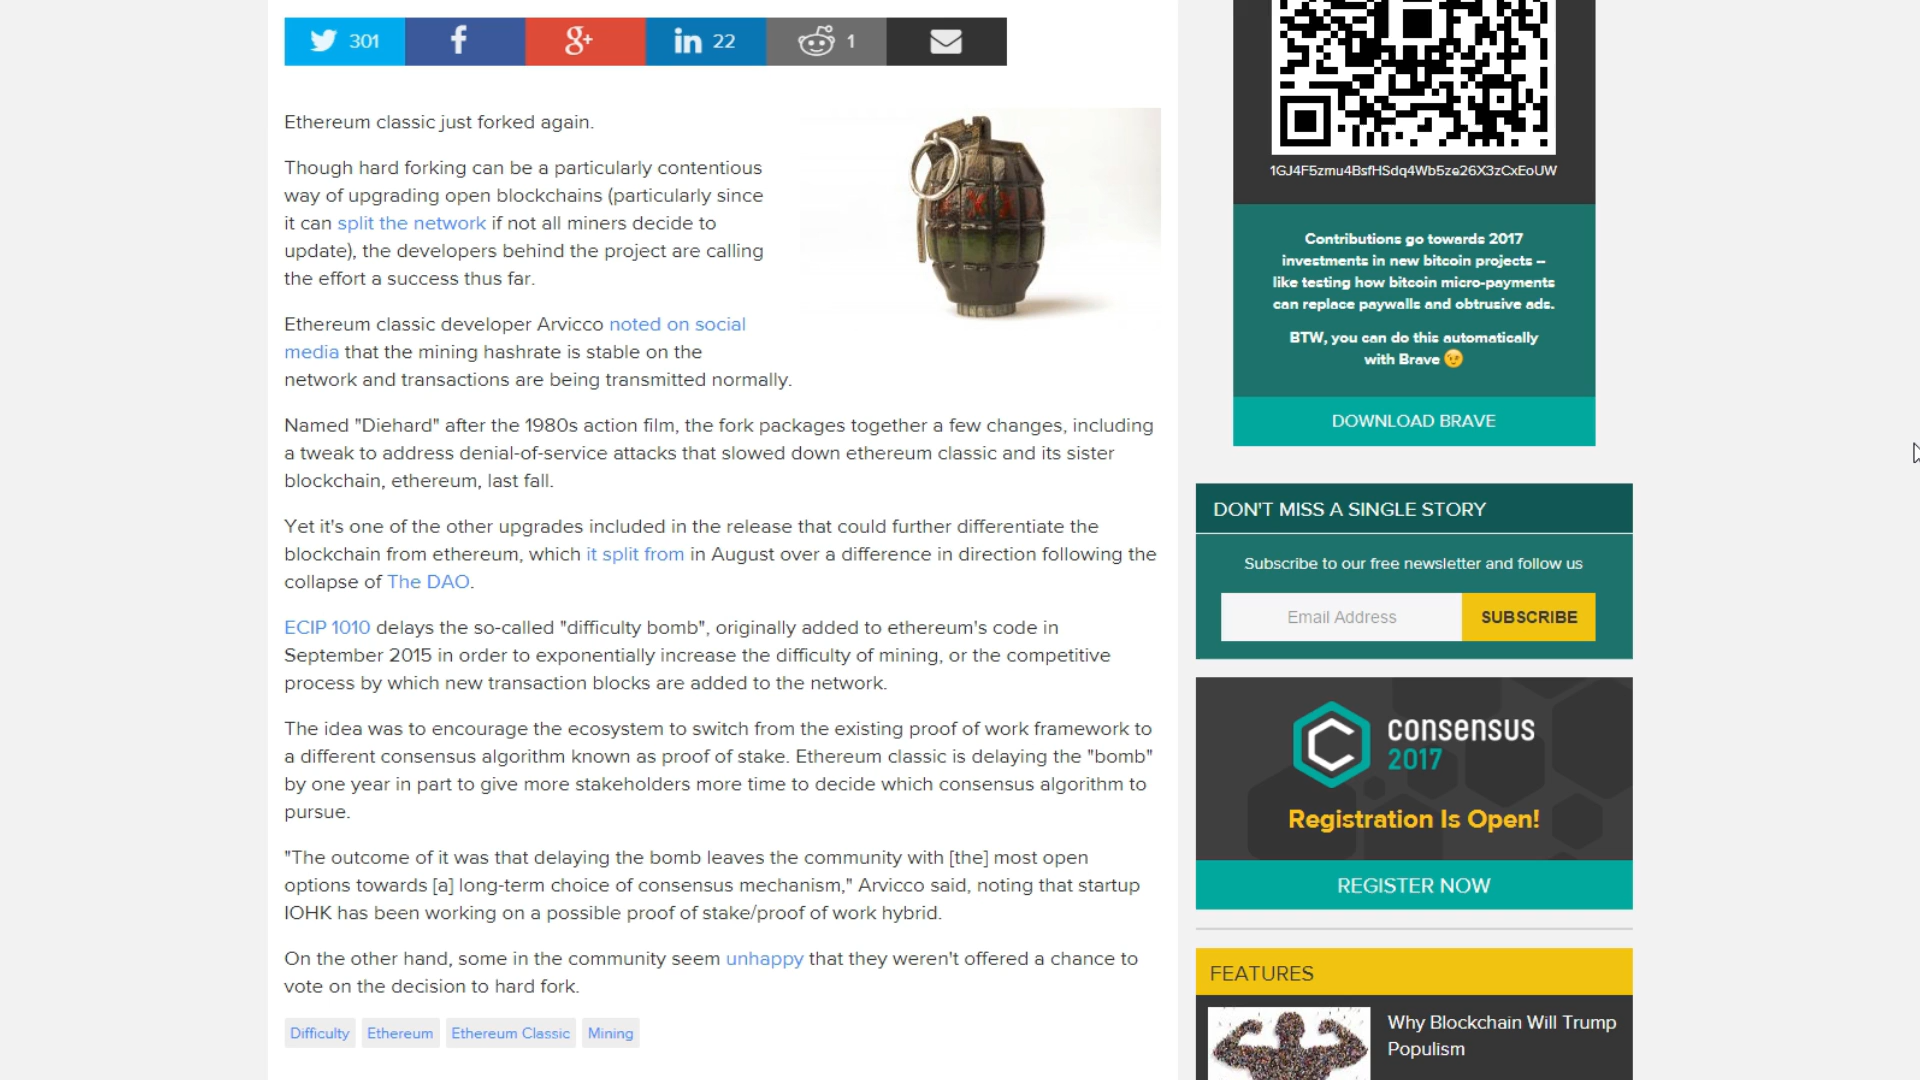 301
22
1
Ethereum classic just forked again.
Though hard forking can be a particularly contentious
way of upgrading open blockchains (particularly since
it can split the network if not all miners decide to
update), the developers behind the project are calling
the effort a success thus far.
Ethereum classic developer Arvicco noted on social
media that the mining hashrate is stable on the
network and transactions are being transmitted normally.
Named "Diehard" after the 1980s action film, the fork packages together a few changes, including
a tweak to address denial-of-service attacks that slowed down ethereum classic and its sister
blockchain, ethereum, last fall.
Yet it's one of the other upgrades included in the release that could further differentiate the
blockchain from ethereum, which it split from in August over a difference in direction following the
collapse of The DAO.
ECIP 1010 delays the so-called "difficulty bomb", originally added to ethereum's code in
September 2015 in order to exponentially increase the difficulty of mining, or the competitive
process by which new transaction blocks are added to the network.
The idea was to encourage the ecosystem to switch from the existing proof of work framework to
a different consensus algorithm known as proof of stake. Ethereum classic is delaying the "bomb"
by one year in part to give more stakeholders more time to decide which consensus algorithm to
pursue.
"The outcome of it was that delaying the bomb leaves the community with [the] most open
options towards [a] long-term choice of consensus mechanism," Arvicco said, noting that startup
IOHK has been working on a possible proof of stake/proof of work hybrid.
On the other hand, some in the community seem unhappy that they weren't offered a chance to
vote on the decision to hard fork.
Difficulty Ethereum Ethereum Classic Mining
1GJ4F5zmu4BsfHSdq4Wb5ze26X3zCxEoUW
Contributions go towards 2017
investments in new bitcoin projects –
like testing how bitcoin micro-payments
can replace paywalls and obtrusive ads.
BTW, you can do this automatically
with Brave 😉
DOWNLOAD BRAVE
DON'T MISS A SINGLE STORY
Subscribe to our free newsletter and follow us
Email Address SUBSCRIBE
consensus
2017
Registration Is Open!
REGISTER NOW
FEATURES
Why Blockchain Will Trump
Populism